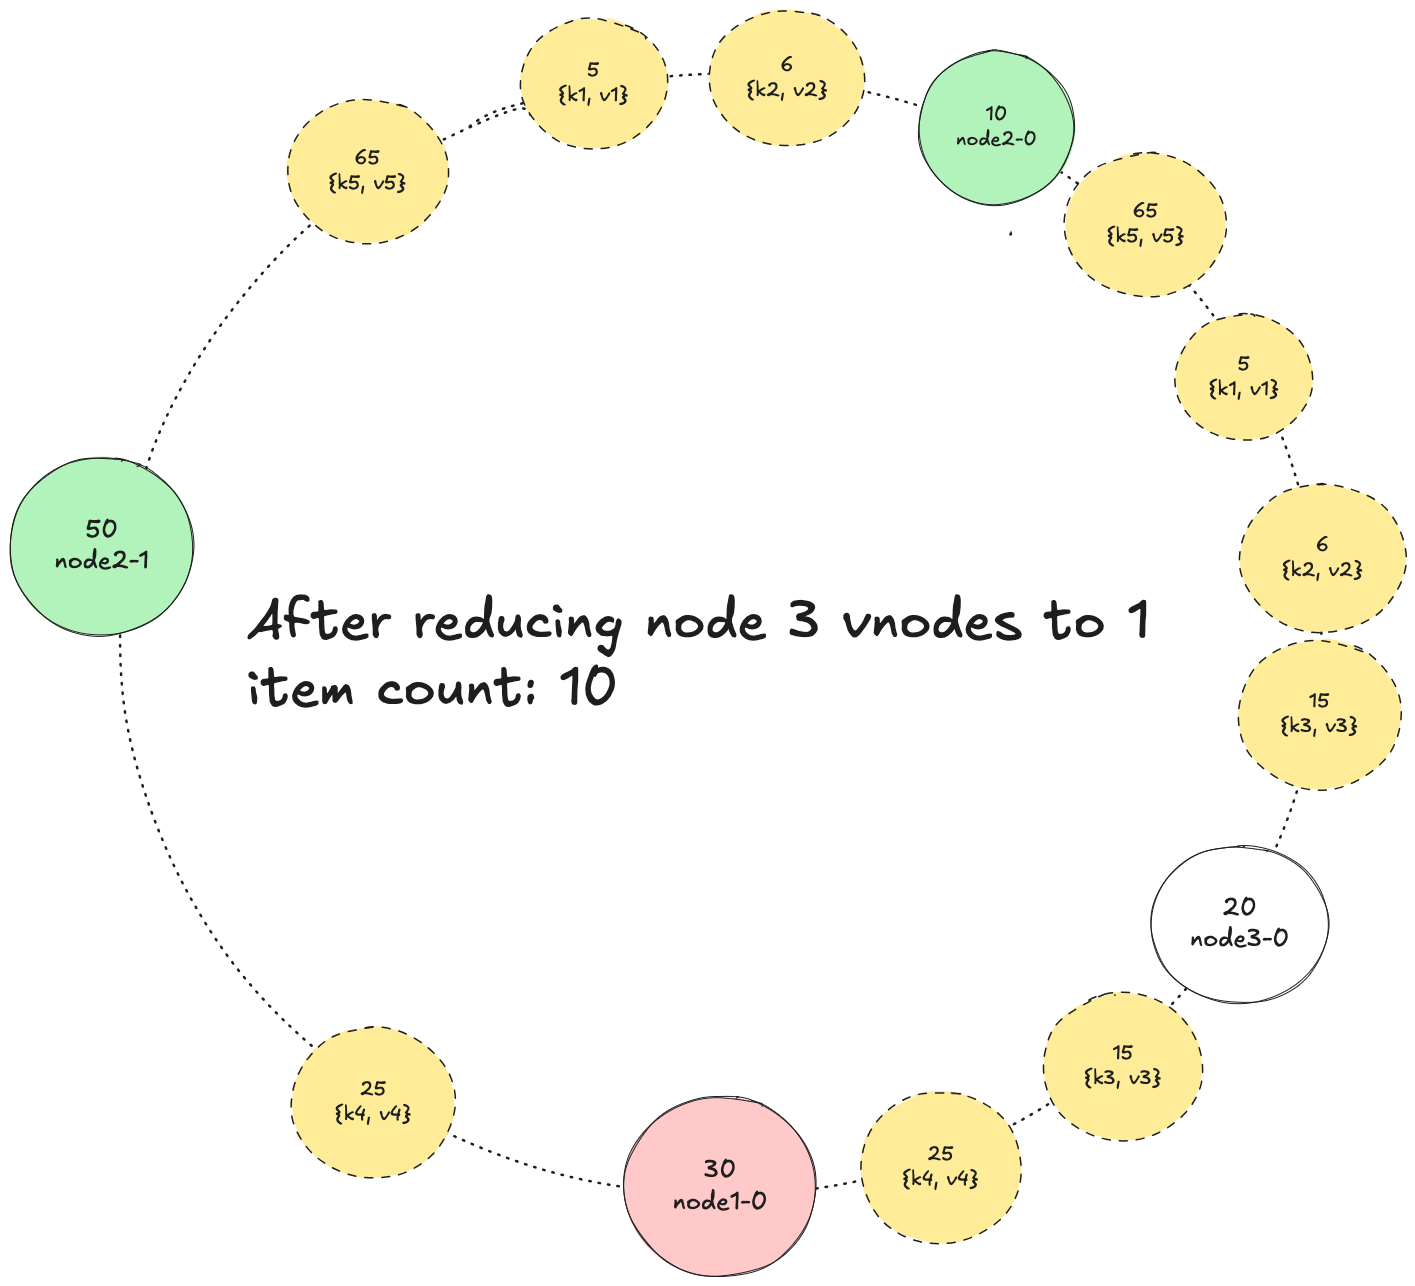 5
{k1, v1}
6
{k2, v2}
10
node2-0
65
{k5, v5}
65
{k5, v5}
5
{k1, v1}
50
node2-1
6
{k2, v2}
After reducing node 3 vnodes to 1
item count: 10
15
{k3, v3}
20
node3-0
15
{k3, v3}
25
{k4, v4}
25
{k4, v4}
30
node1-0